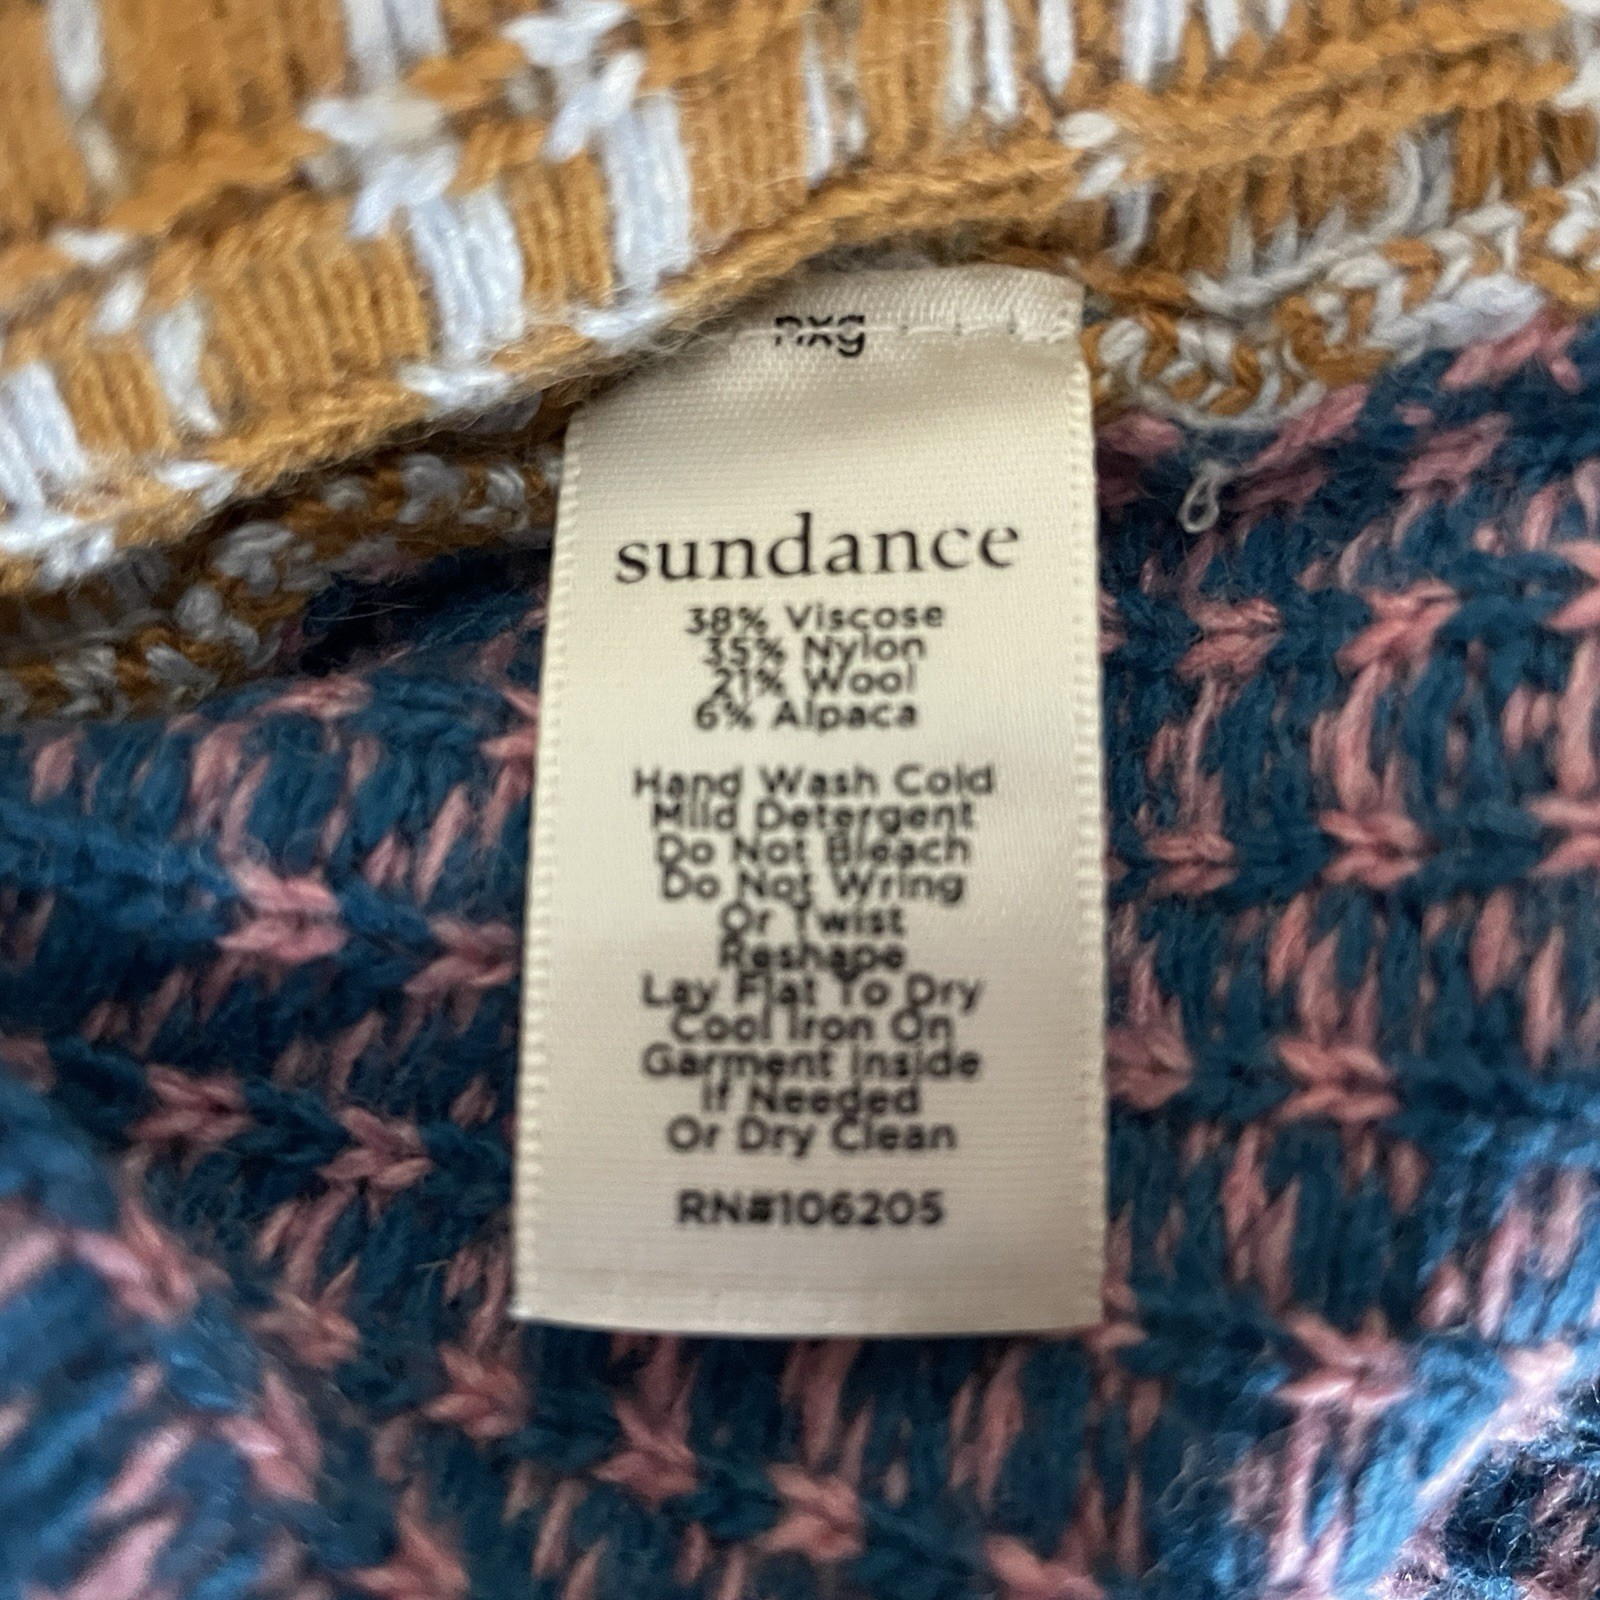 nxg
sundance
38% Viscose
35% Nylon
21% Wool
6% Alpaca
Hand Wash Cold
Mild Detergent
Do Not Bleach
Do Not Wring
Or Twist
Reshape
Lay Flat To Dry
Cool Iron On
Garment Inside
If Needed
Or Dry Clean
RN#106205